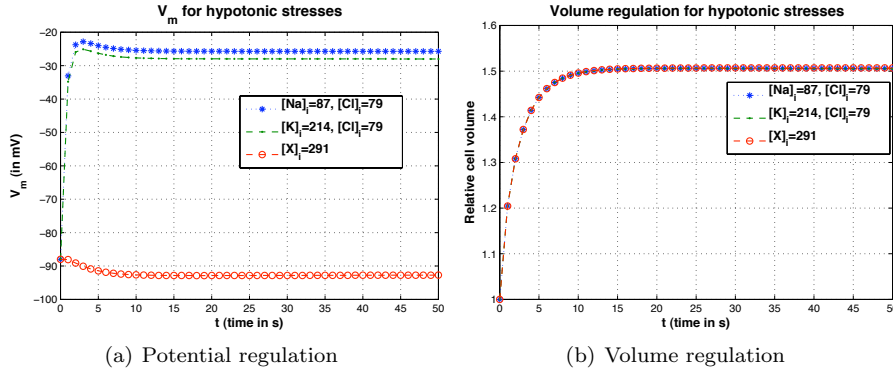 V_m for hypotonic stresses
−20
−30
−40
−50
−60
−70
−80
−90
−100
V_m (in mV)
[Na]_i=87, [Cl]_i=79
[K]_i=214, [Cl]_i=79
[X]_i=291
0 5 10 15 20 25 30 35 40 45 50
t (time in s)
(a) Potential regulation
Volume regulation for hypotonic stresses
1.6
1.5
1.4
1.3
1.2
1.1
1
Relative cell volume
[Na]_i=87, [Cl]_i=79
[K]_i=214, [Cl]_i=79
[X]_i=291
0 5 10 15 20 25 30 35 40 45 50
t (time in s)
(b) Volume regulation